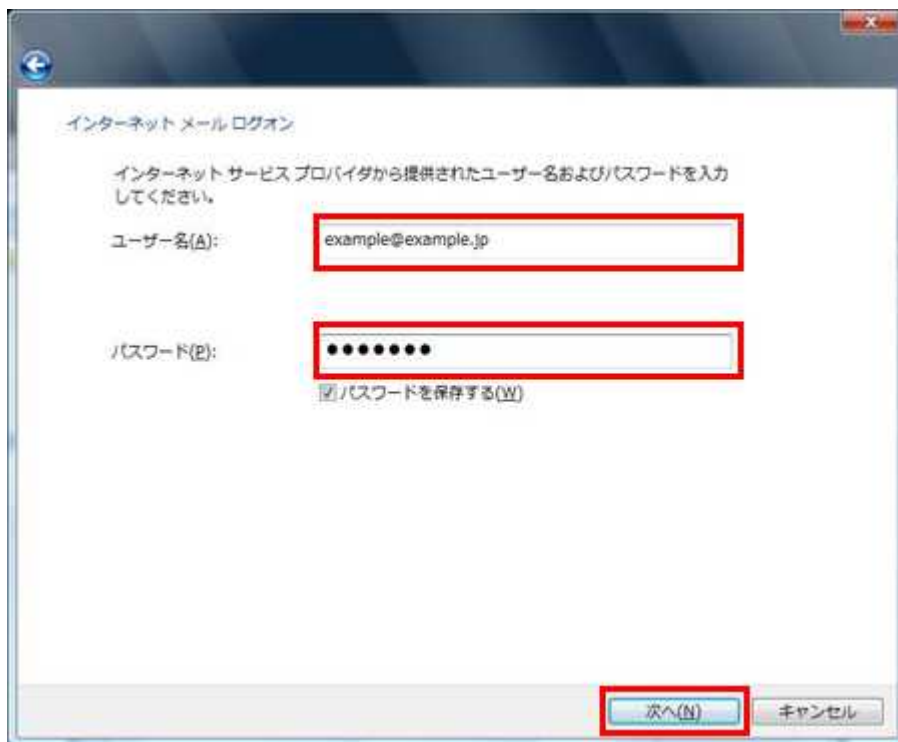 インターネット メール ログオン
インターネット サービス プロバイダから提供されたユーザー名およびパスワードを入力
してください。
ユーザー名(A):
example@example.jp
パスワード(P):
●●●●●●●
パスワードを保存する(W)
次へ(N)
キャンセル